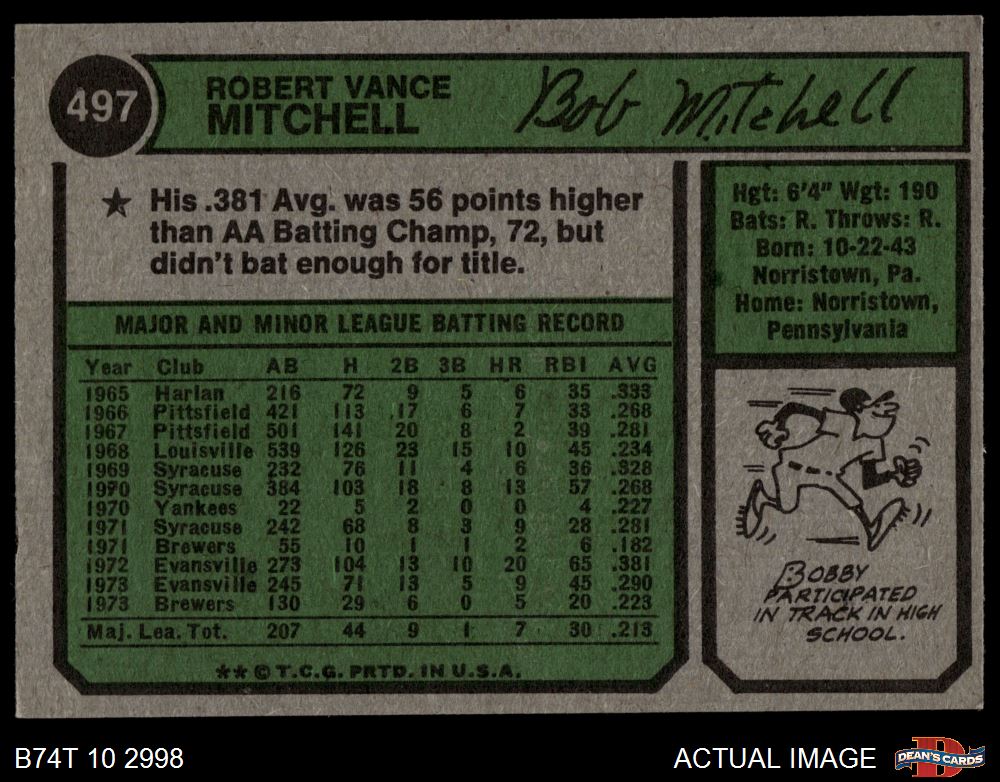 497
ROBERT VANCE
MITCHELL
Bob Mitchell
★ His .381 Avg. was 56 points higher
than AA Batting Champ, 72, but
didn't bat enough for title.
Hgt: 6'4" Wgt: 190
Bats: R. Throws: R.
Born: 10-22-43
Norristown, Pa.
Home: Norristown,
Pennsylvania
MAJOR AND MINOR LEAGUE BATTING RECORD
Year Club AB H 2B 3B HR RBI AVG
1965 Harlan 216 72 9 5 6 35 .333
1966 Pittsfield 421 113 17 6 7 33 .268
1967 Pittsfield 501 141 20 8 2 39 .281
1968 Louisville 539 126 23 15 10 45 .234
1969 Syracuse 232 76 11 4 6 36 .328
1970 Syracuse 384 103 18 8 13 57 .268
1970 Yankees 22 5 2 0 0 4 .227
1971 Syracuse 242 68 8 3 9 28 .281
1971 Brewers 55 10 1 1 2 6 .182
1972 Evansville 273 104 13 10 20 65 .381
1973 Evansville 245 71 13 5 9 45 .290
1973 Brewers 130 29 6 0 5 20 .223
Maj. Lea. Tot. 207 44 9 1 7 30 .213
** © T.C.G. PRTD. IN U.S.A.
BOBBY
PARTICIPATED
IN TRACK IN HIGH
SCHOOL.
B74T 10 2998
ACTUAL IMAGE
D
DEAN'S CARDS